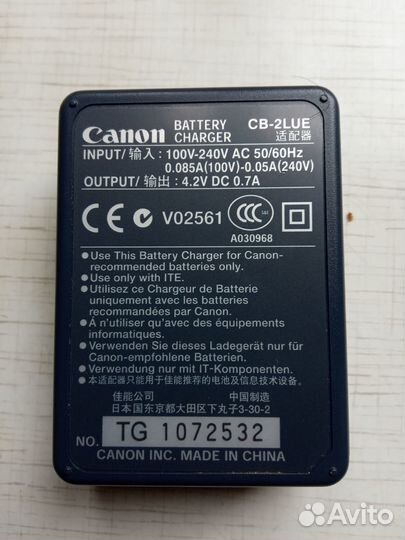 Canon BATTERY CHARGER CB-2LUE
适配器
INPUT/输入:100V-240V AC 50/60Hz
0.085A(100V)-0.05A(240V)
OUTPUT/输出:4.2V DC 0.7A
CE V02561 CCC
A030968
●Use This Battery Charger for Canon-
recommended batteries only.
●Use only with ITE.
●Utilisez ce Chargeur de Batterie
uniquement avec les batteries
recommandées par Canon.
●À n'utiliser qu'avec des équipements
informatiques.
●Verwenden Sie dieses Ladegerät nur für
Canon-empfohlene Batterien.
●Verwendung nur mit IT-Komponenten.
●本适配器只能用佳能推荐的电池及信息技术设备。
佳能公司 中国制造
日本国东京都大田区下丸子3-30-2
NO. TG 1072532
CANON INC. MADE IN CHINA
Avito